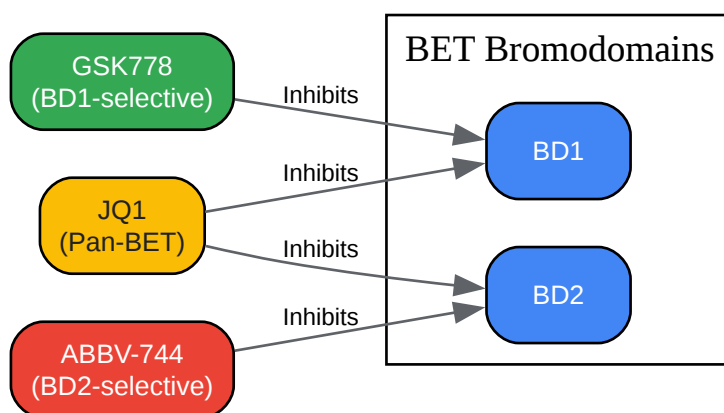 BET Bromodomains
GSK778
(BD1-selective)
Inhibits
BD1
Inhibits
JQ1
(Pan-BET)
Inhibits
BD2
Inhibits
ABBV-744
(BD2-selective)